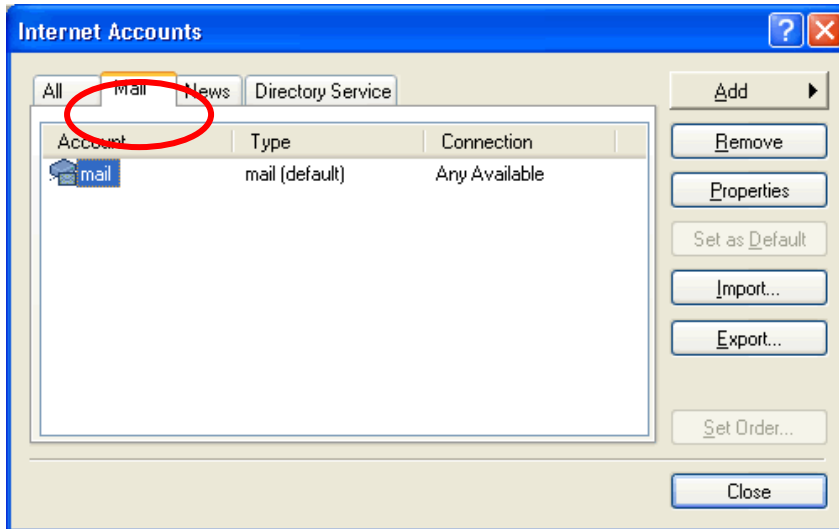 Internet Accounts
All Mail News Directory Service
Add
Account Type Connection
Remove
mail mail (default) Any Available
Properties
Set as Default
Import...
Export...
Set Order...
Close